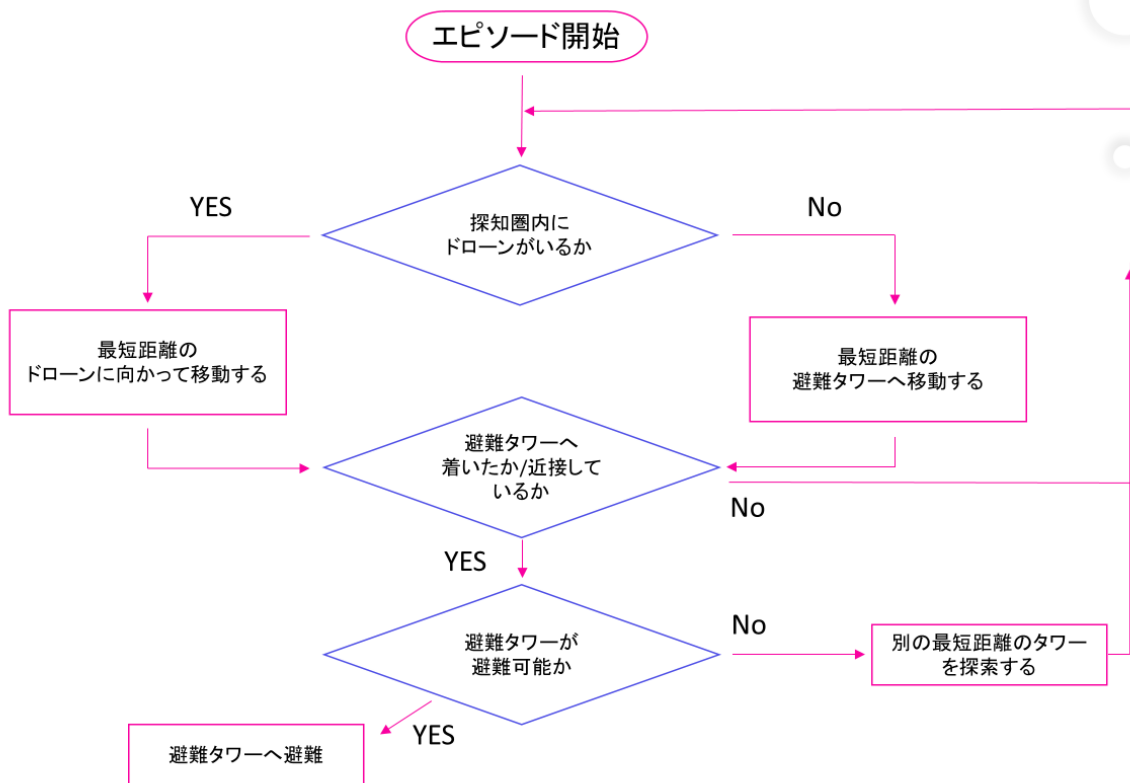 エピソード開始
YES
No
探知圏内に
ドローンがいるか
最短距離の
ドローンに向かって移動する
最短距離の
避難タワーへ移動する
避難タワーへ
着いたか/近接して
いるか
No
YES
避難タワーが
避難可能か
No
別の最短距離のタワー
を探索する
YES
避難タワーへ避難